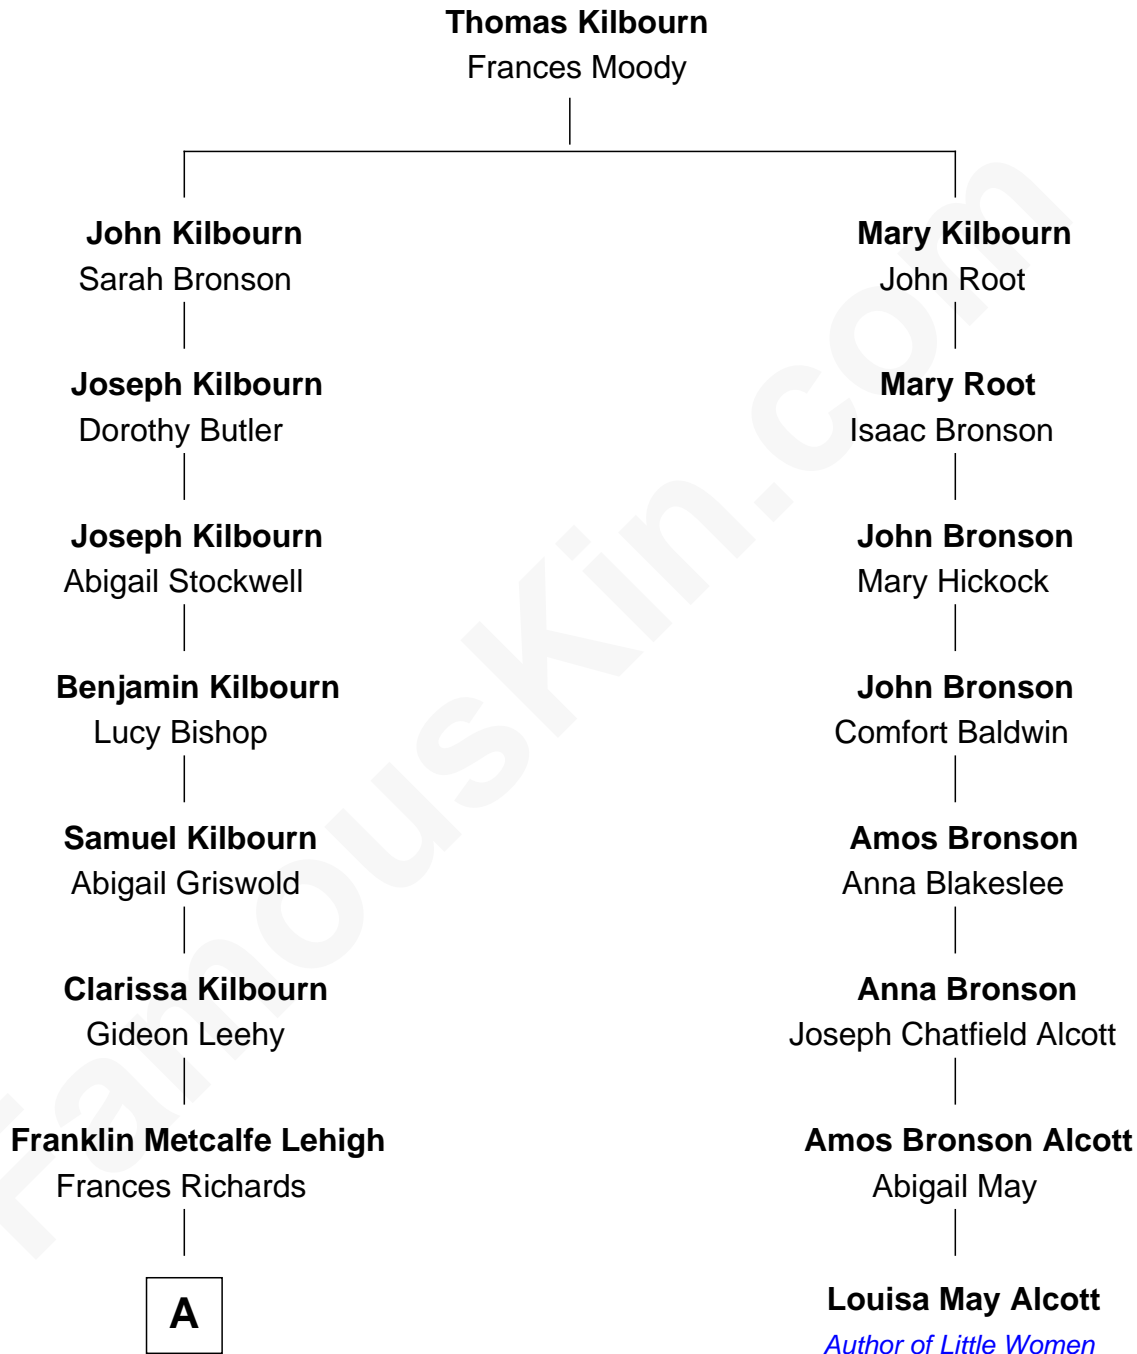 Thomas Kilbourn
Frances Moody
John Kilbourn
Sarah Bronson
Joseph Kilbourn
Dorothy Butler
Joseph Kilbourn
Abigail Stockwell
Benjamin Kilbourn
Lucy Bishop
Samuel Kilbourn
Abigail Griswold
Clarissa Kilbourn
Gideon Leehy
Franklin Metcalfe Lehigh
Frances Richards
A
Mary Kilbourn
John Root
Mary Root
Isaac Bronson
John Bronson
Mary Hickock
John Bronson
Comfort Baldwin
Amos Bronson
Anna Blakeslee
Anna Bronson
Joseph Chatfield Alcott
Amos Bronson Alcott
Abigail May
Louisa May Alcott
Author of Little Women
FamousKin.com